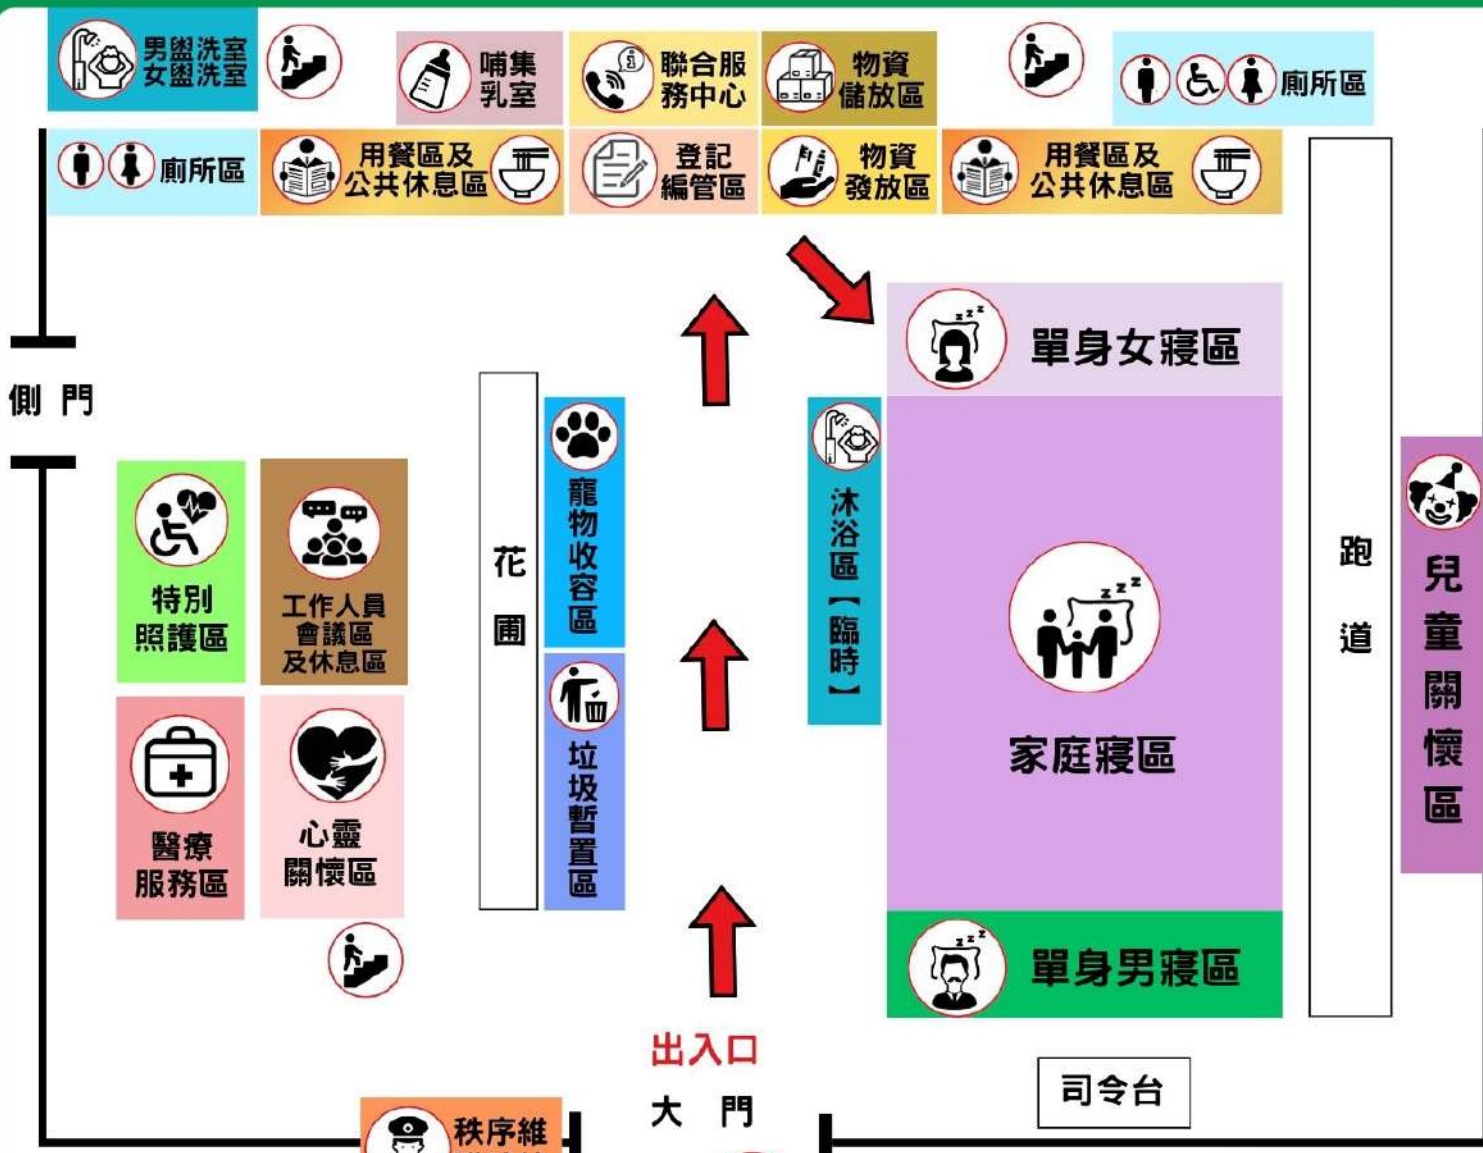 男盥洗室
女盥洗室
哺集
乳室
聯合服
務中心
物資
儲放區
廁所區
廁所區
用餐區及
公共休息區
登記
編管區
物資
發放區
用餐區及
公共休息區
單身女寢區
側門
寵物收容區
沐浴區【臨時】
花圃
跑道
兒童關懷區
特別
照護區
工作人員
會議區
及休息區
家庭寢區
垃圾暫置區
醫療
服務區
心靈
關懷區
單身男寢區
出入口
大門
司令台
秩序維